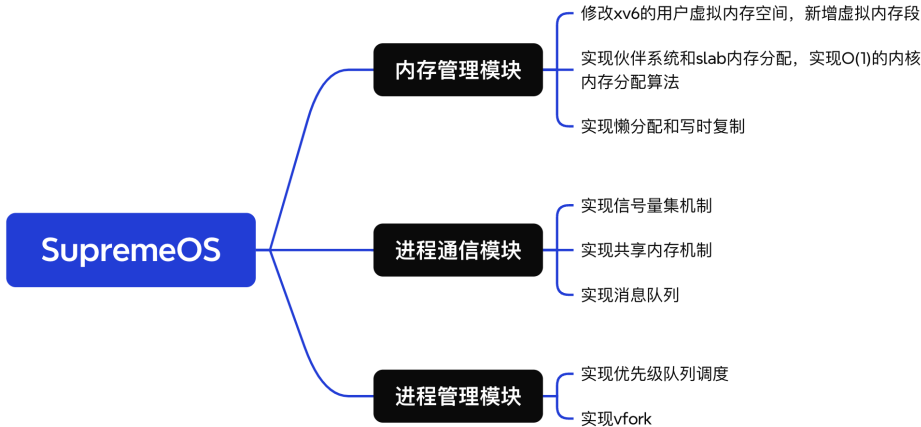 SupremeOS
内存管理模块
修改xv6的用户虚拟内存空间，新增虚拟内存段
实现伙伴系统和slab内存分配，实现O(1)的内核
内存分配算法
实现懒分配和写时复制
进程通信模块
实现信号量集机制
实现共享内存机制
实现消息队列
进程管理模块
实现优先级队列调度
实现vfork